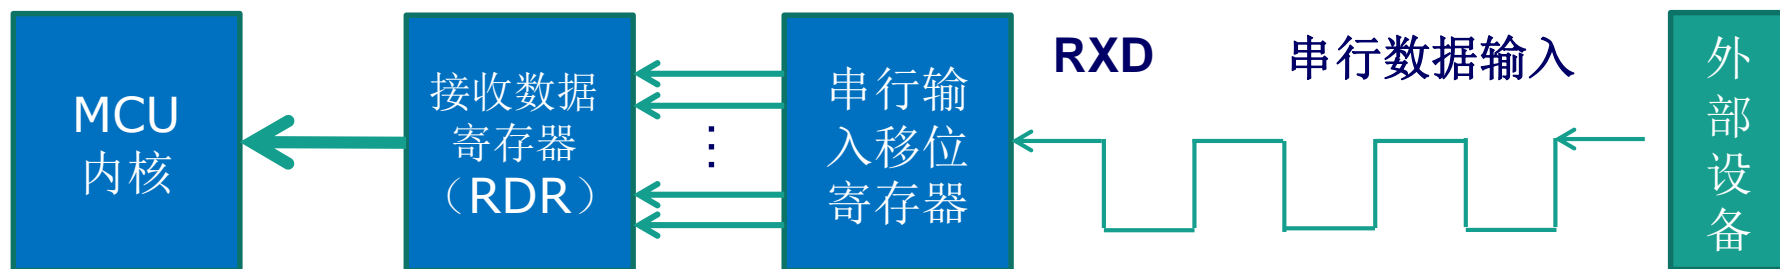 MCU
内核
接收数据
寄存器
（RDR）
⋮
串行输
入移位
寄存器
RXD 串行数据输入
外
部
设
备